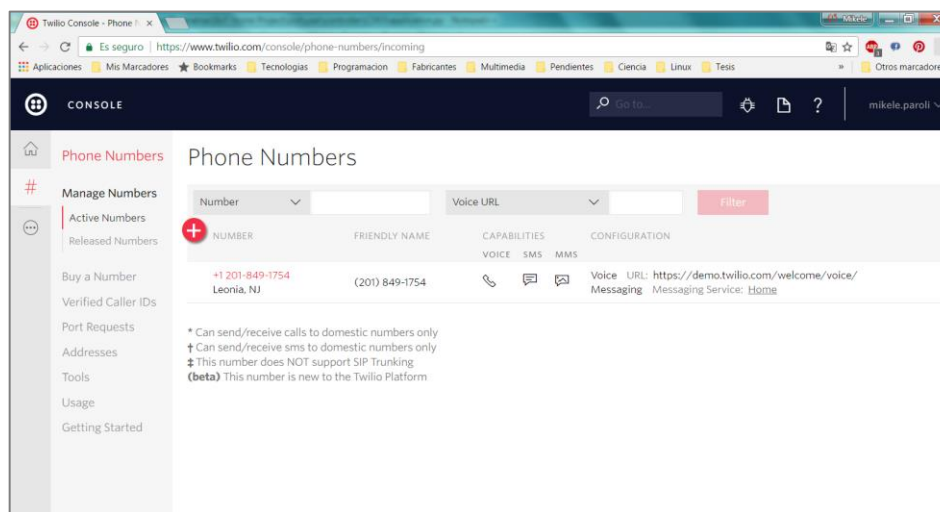 Twilio Console - Phone N
Mikele
Es seguro | https://www.twilio.com/console/phone-numbers/incoming
Aplicaciones Mis Marcadores Bookmarks Tecnologias Programacion Fabricantes Multimedia Pendientes Ciencia Linux Tesis » Otros marcadore
CONSOLE Go to... ? mikele.paroli
Phone Numbers
Manage Numbers
Active Numbers
Released Numbers
Buy a Number
Verified Caller IDs
Port Requests
Addresses
Tools
Usage
Getting Started
Phone Numbers
Number Voice URL Filter
NUMBER FRIENDLY NAME CAPABILITIES CONFIGURATION
VOICE SMS MMS
+1 201-849-1754
Leonia, NJ
(201) 849-1754
Voice URL: https://demo.twilio.com/welcome/voice/
Messaging Messaging Service: Home
* Can send/receive calls to domestic numbers only
† Can send/receive sms to domestic numbers only
‡ This number does NOT support SIP Trunking
(beta) This number is new to the Twilio Platform